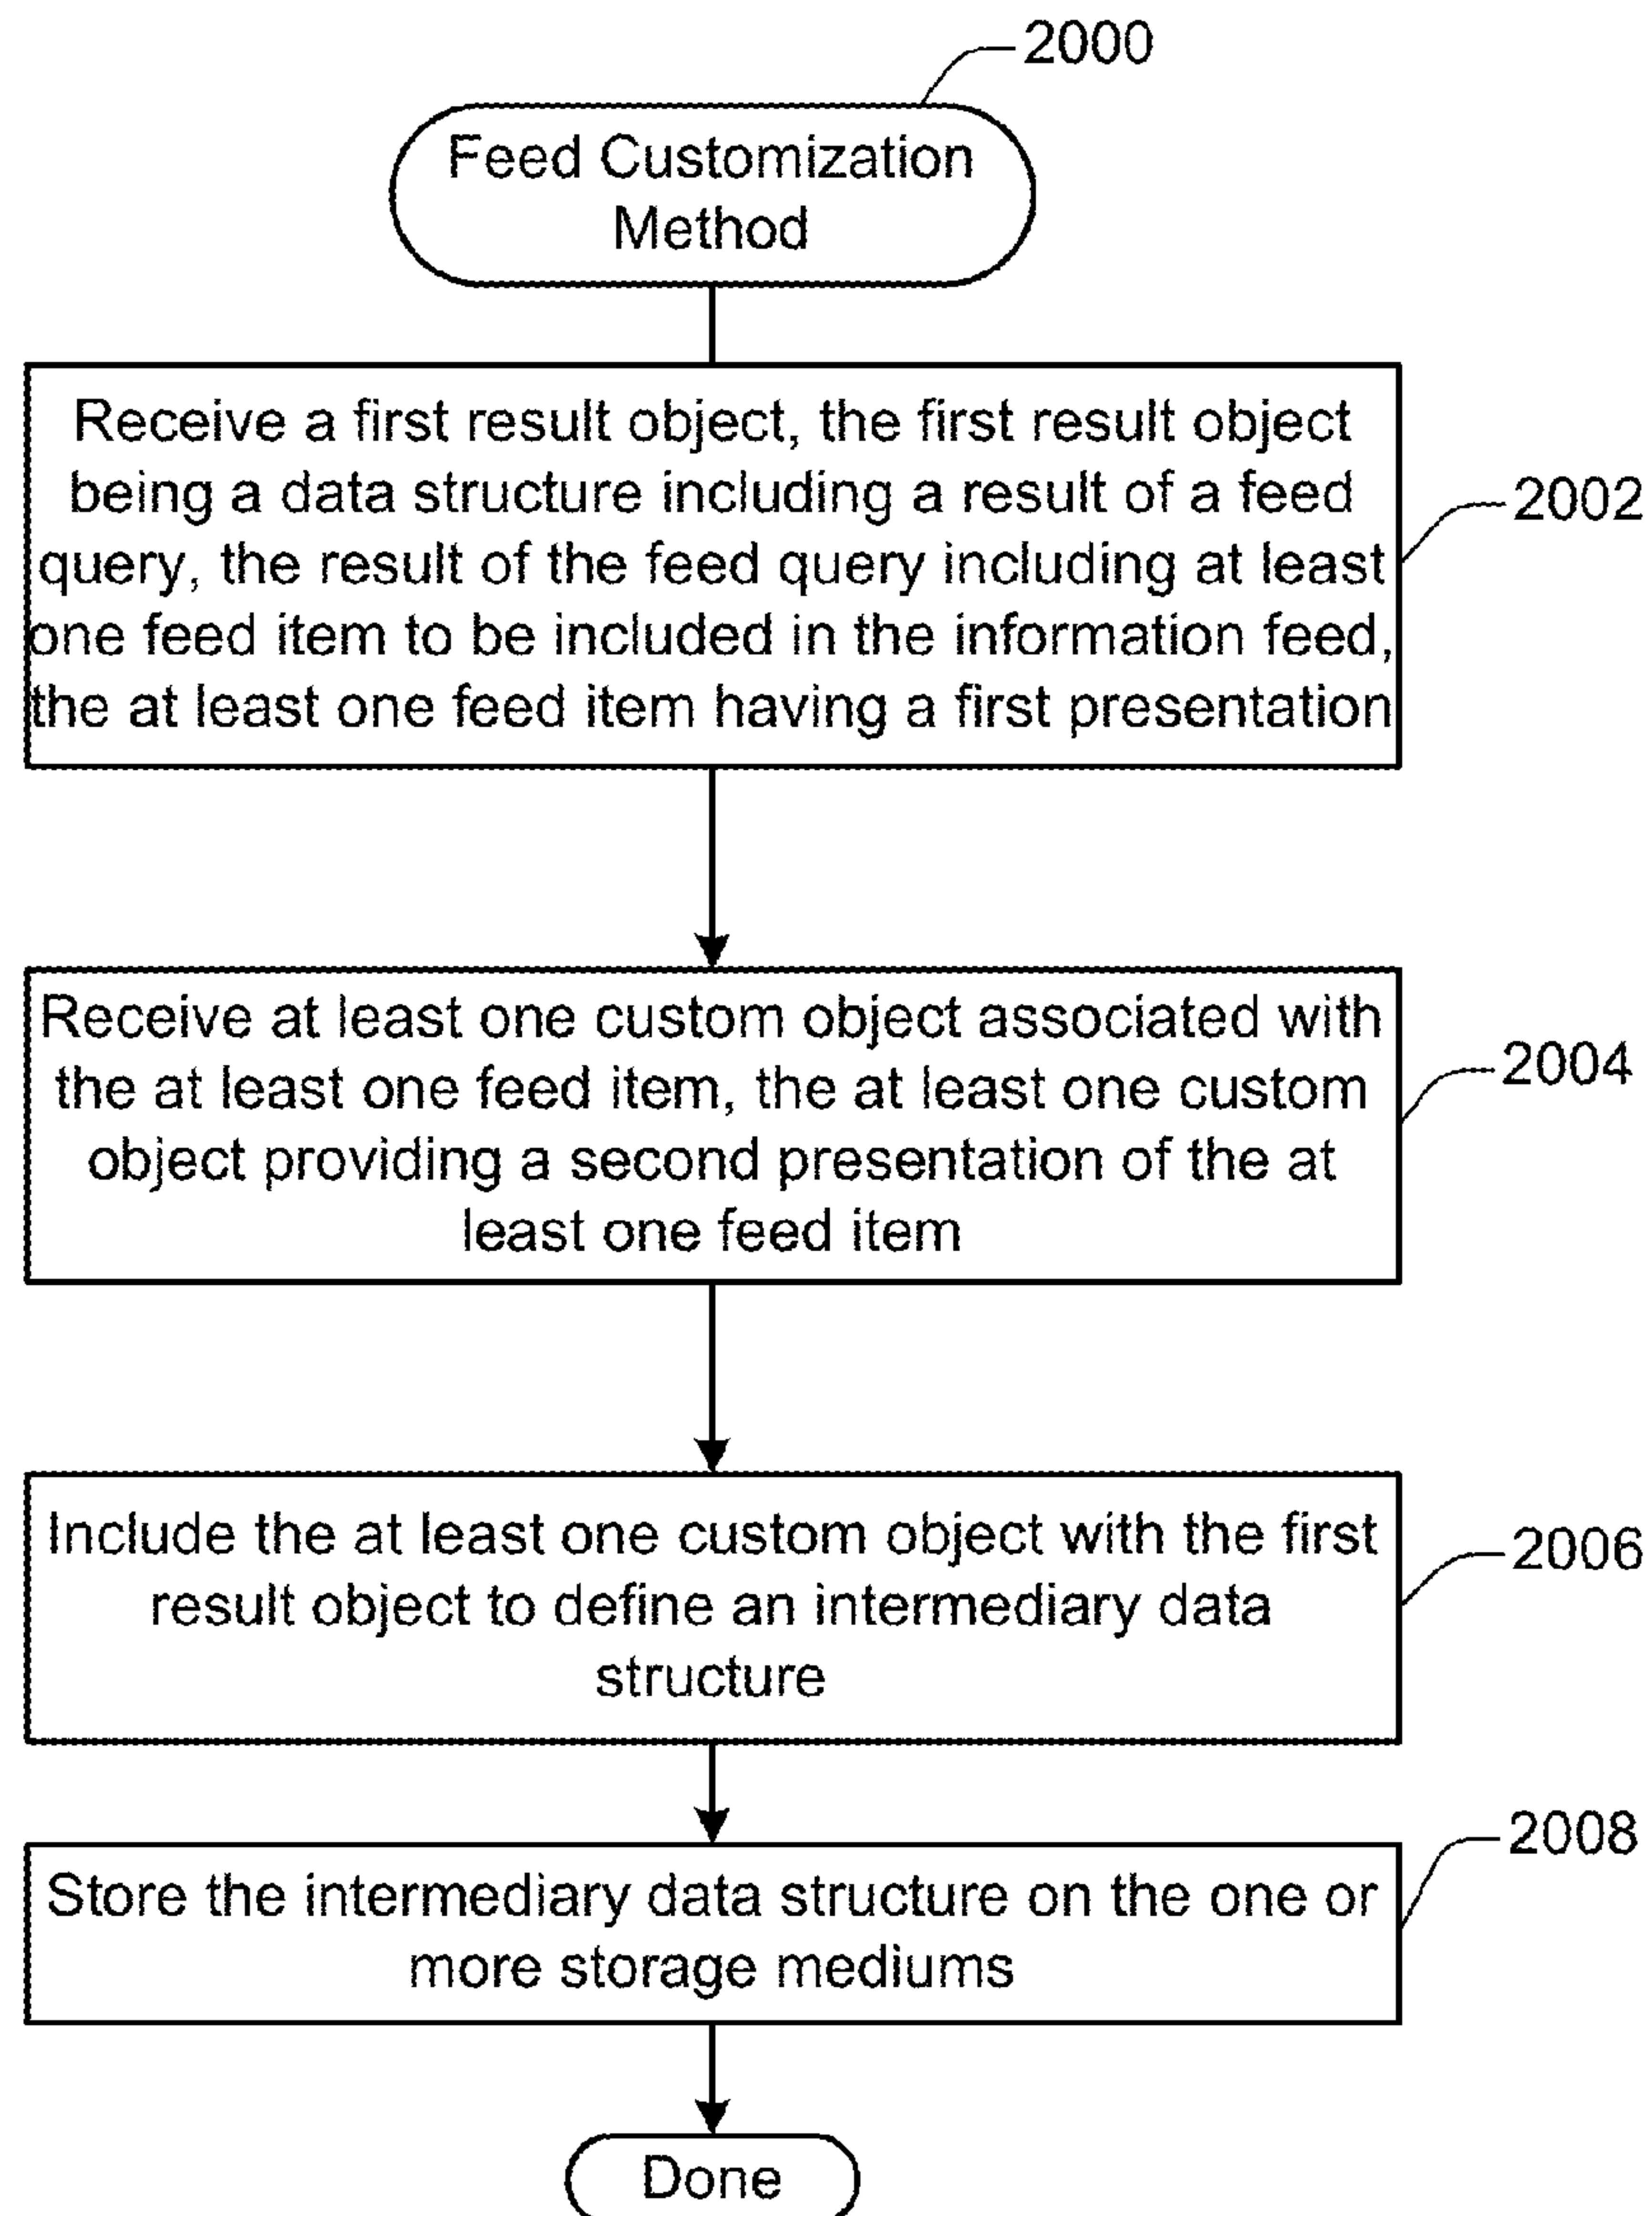 2000
Feed Customization
Method
Receive a first result object, the first result object
being a data structure including a result of a feed
query, the result of the feed query including at least
one feed item to be included in the information feed,
the at least one feed item having a first presentation
2002
Receive at least one custom object associated with
the at least one feed item, the at least one custom
object providing a second presentation of the at
least one feed item
2004
Include the at least one custom object with the first
result object to define an intermediary data
structure
2006
Store the intermediary data structure on the one or
more storage mediums
2008
Done